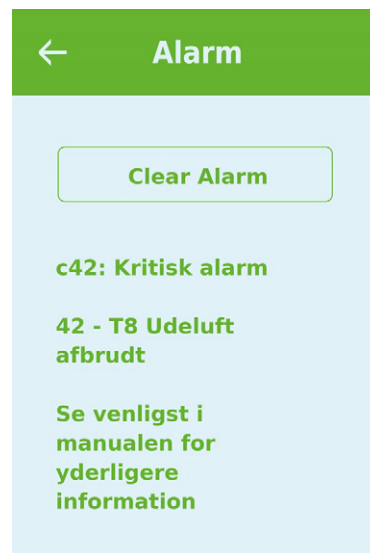 Alarm
Clear Alarm
c42: Kritisk alarm
42 - T8 Udeluft
afbrudt
Se venligst i
manualen for
yderligere
information